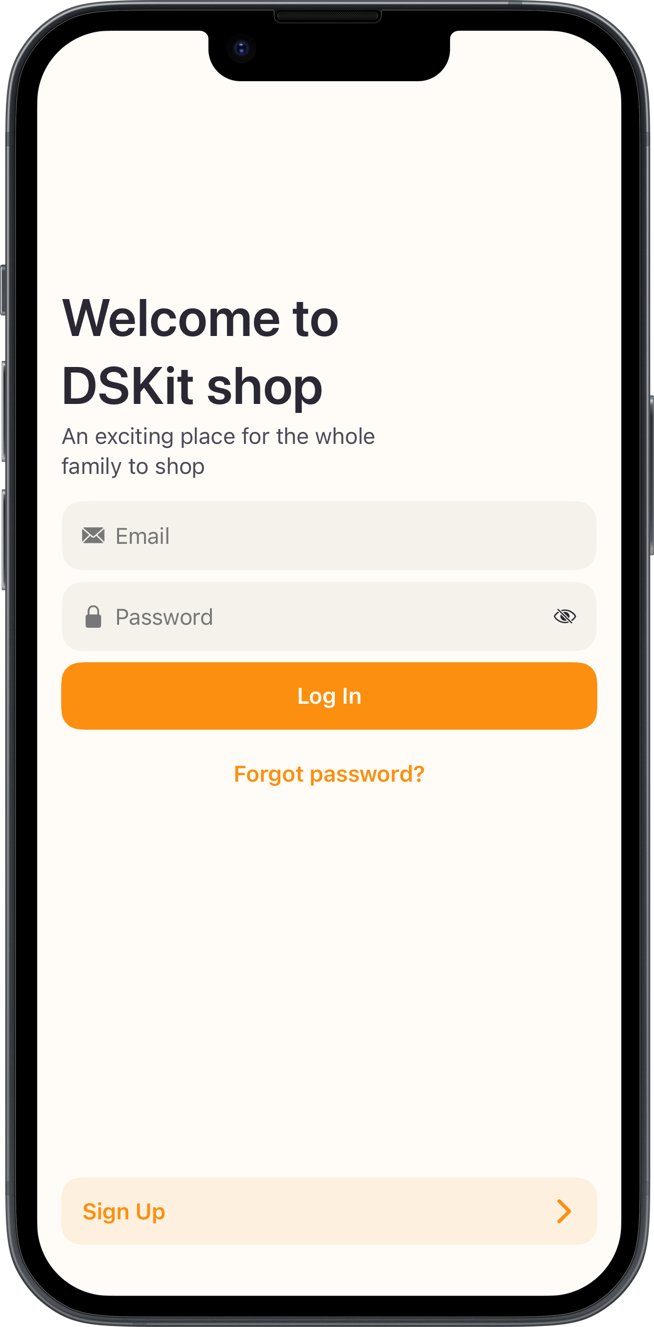 Welcome to
DSKit shop
An exciting place for the whole
family to shop
Email
Password
Log In
Forgot password?
Sign Up